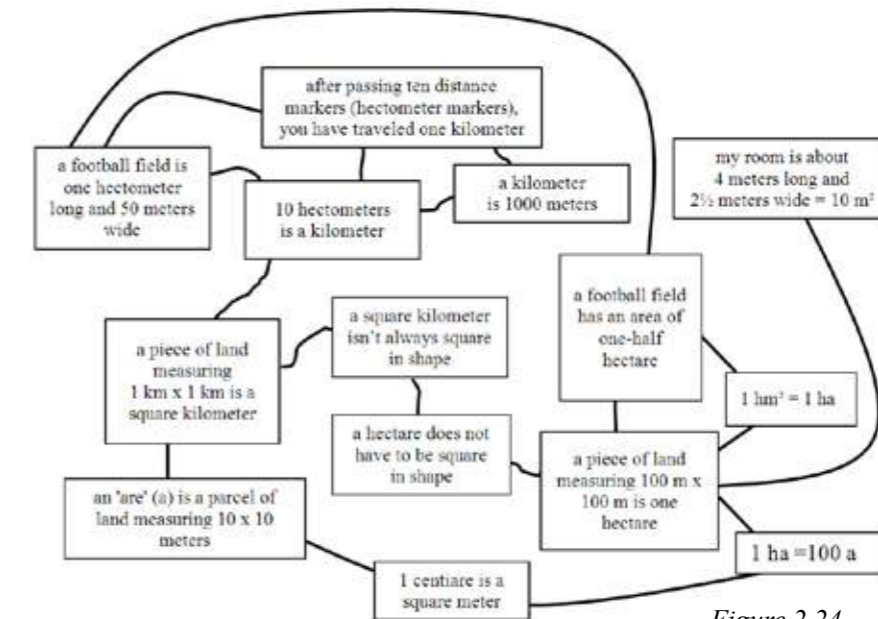 after passing ten distance
markers (hectometer markers),
you have traveled one kilometer
a football field is
one hectometer
long and 50 meters
wide
10 hectometers
is a kilometer
a kilometer
is 1000 meters
my room is about
4 meters long and
2½ meters wide = 10 m²
a football field
has an area of
one-half
hectare
a square kilometer
isn't always square
in shape
a piece of land
measuring
1 km x 1 km is a
square kilometer
1 hm² = 1 ha
a hectare does not
have to be square
in shape
a piece of land
measuring 100 m x
100 m is one
hectare
an 'are' (a) is a parcel of
land measuring 10 x 10
meters
1 ha =100 a
1 centiare is a
square meter
Figure 2.24